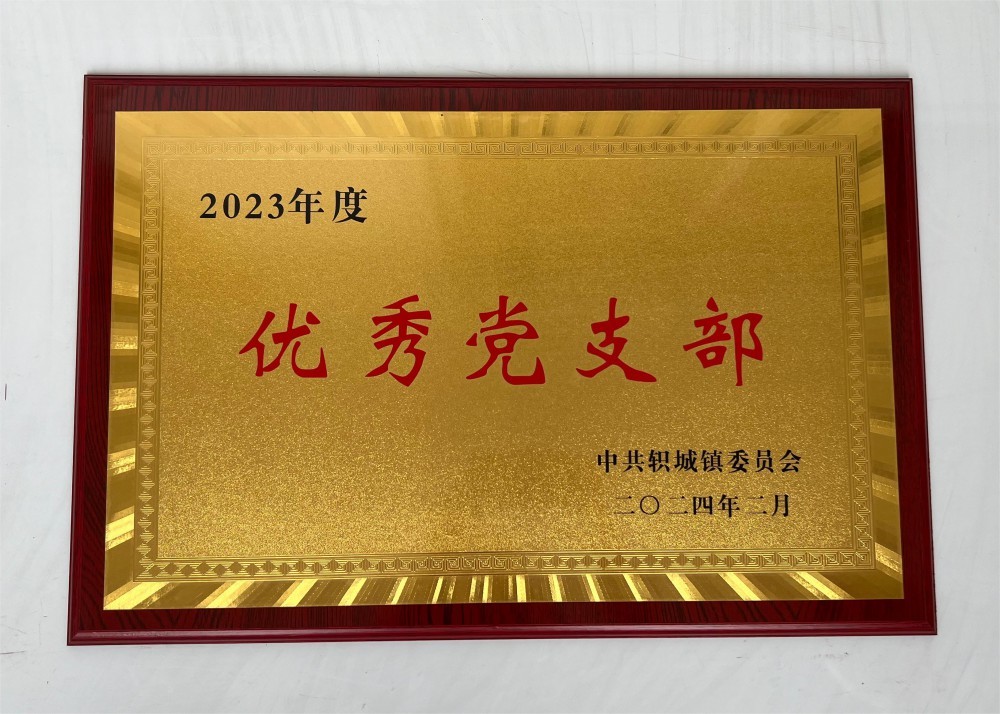 2023年度
优秀党支部
中共轵城镇委员会
二〇二四年二月